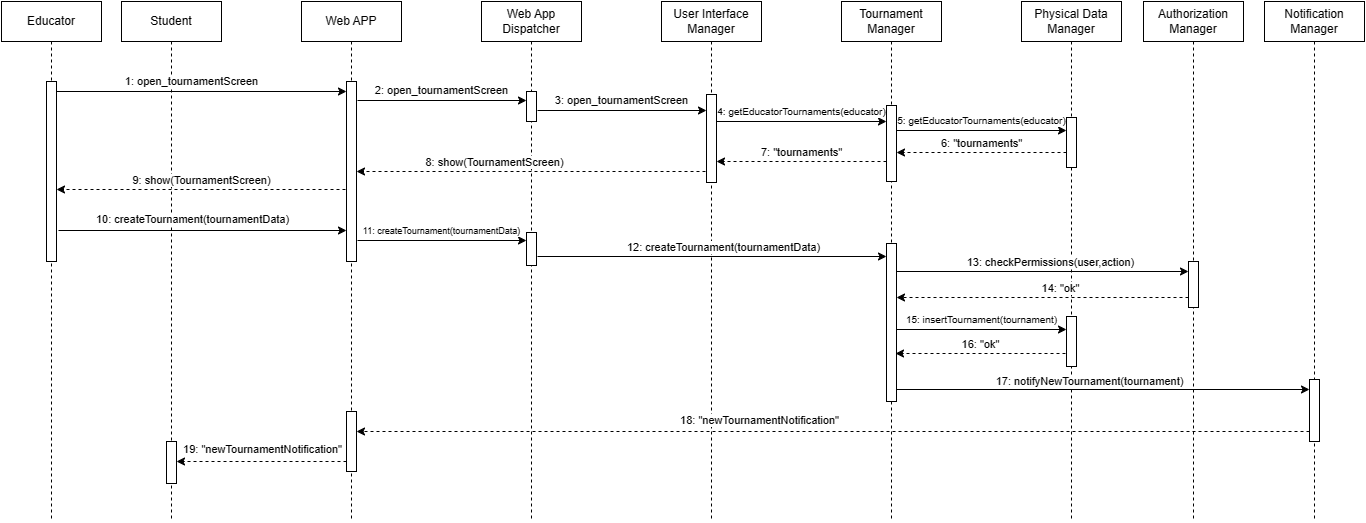 Educator
Student
Web APP
Web App
Dispatcher
User Interface
Manager
Tournament
Manager
Physical Data
Manager
Authorization
Manager
Notification
Manager
1: open_tournamentScreen
2: open_tournamentScreen
3: open_tournamentScreen
4: getEducatorTournaments(educator)
5: getEducatorTournaments(educator)
6: "tournaments"
7: "tournaments"
8: show(TournamentScreen)
9: show(TournamentScreen)
10: createTournament(tournamentData)
11: createTournament(tournamentData)
12: createTournament(tournamentData)
13: checkPermissions(user,action)
14: "ok"
15: insertTournament(tournament)
16: "ok"
17: notifyNewTournament(tournament)
18: "newTournamentNotification"
19: "newTournamentNotification"